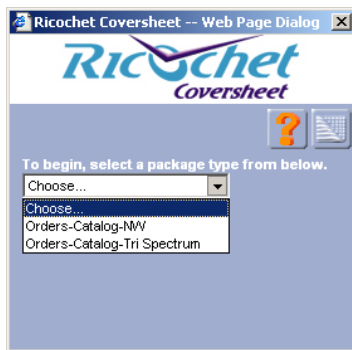 Ricochet Coversheet -- Web Page Dialog
Ricochet
Coversheet
?
To begin, select a package type from below.
Choose...
Choose...
Orders-Catalog-NW
Orders-Catalog-Tri Spectrum